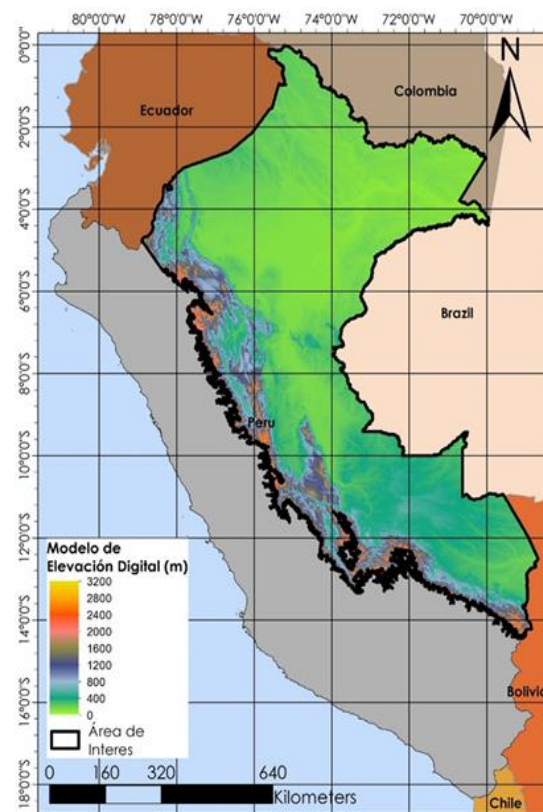 80°0'0"O 78°0'0"O 76°0'0"O 74°0'0"O 72°0'0"O 70°0'0"O
0°0'0"
N
Colombia
Ecuador
2°0'0"S
4°0'0"S
6°0'0"S
Brazil
8°0'0"S
Peru
10°0'0"S
12°0'0"S
Modelo de
Elevación Digital (m)
3200
2800
2400
2000
1600
1200
800
400
0
Área de
Interes
14°0'0"S
Bolivia
16°0'0"S
0 160 320 640
Kilometers
18°0'0"S
Chile